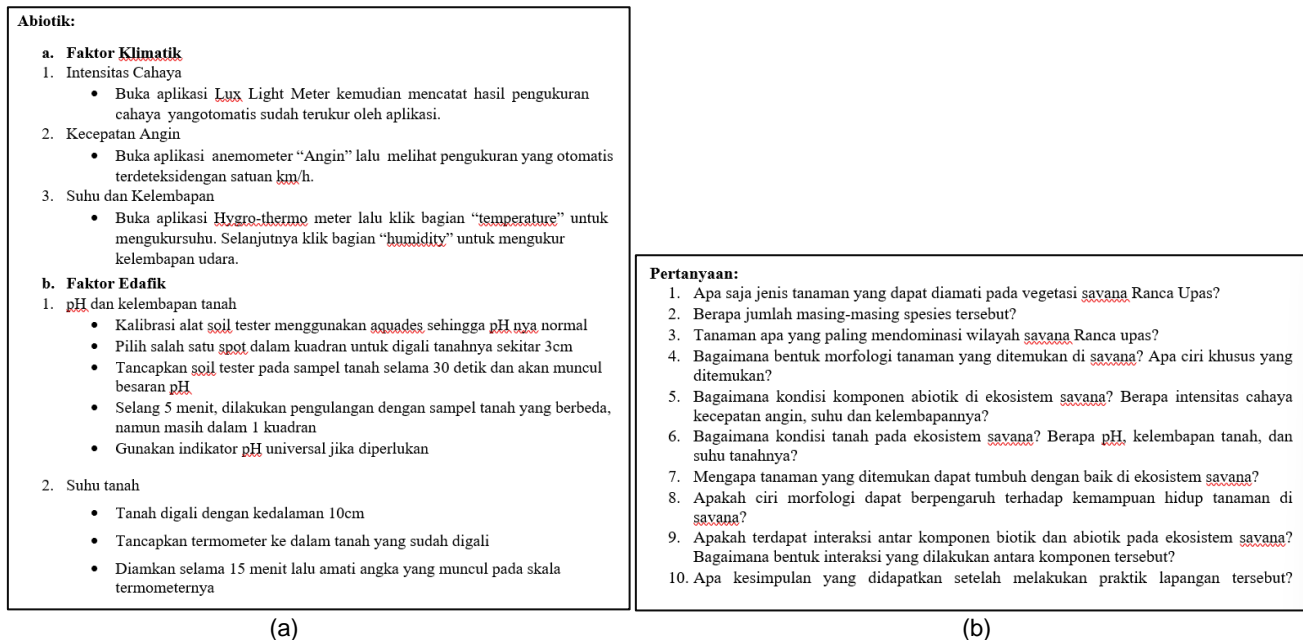 Abiotik:
a. Faktor Klimatik
1. Intensitas Cahaya
• Buka aplikasi Lux Light Meter kemudian mencatat hasil pengukuran
cahaya yangotomatis sudah terukur oleh aplikasi.
2. Kecepatan Angin
• Buka aplikasi anemometer “Angin” lalu melihat pengukuran yang otomatis
terdeteksidengan satuan km/h.
3. Suhu dan Kelembapan
• Buka aplikasi Hygro-thermo meter lalu klik bagian “temperature” untuk
mengukursuhu. Selanjutnya klik bagian “humidity” untuk mengukur
kelembapan udara.
b. Faktor Edafik
1. pH dan kelembapan tanah
• Kalibrasi alat soil tester menggunakan aquades sehingga pH nya normal
• Pilih salah satu spot dalam kuadran untuk digali tanahnya sekitar 3cm
• Tancapkan soil tester pada sampel tanah selama 30 detik dan akan muncul
besaran pH
• Selang 5 menit, dilakukan pengulangan dengan sampel tanah yang berbeda,
namun masih dalam 1 kuadran
• Gunakan indikator pH universal jika diperlukan
2. Suhu tanah
• Tanah digali dengan kedalaman 10cm
• Tancapkan termometer ke dalam tanah yang sudah digali
• Diamkan selama 15 menit lalu amati angka yang muncul pada skala
termometernya
(a)
Pertanyaan:
1. Apa saja jenis tanaman yang dapat diamati pada vegetasi savana Ranca Upas?
2. Berapa jumlah masing-masing spesies tersebut?
3. Tanaman apa yang paling mendominasi wilayah savana Ranca upas?
4. Bagaimana bentuk morfologi tanaman yang ditemukan di savana? Apa ciri khusus yang
ditemukan?
5. Bagaimana kondisi komponen abiotik di ekosistem savana? Berapa intensitas cahaya
kecepatan angin, suhu dan kelembapannya?
6. Bagaimana kondisi tanah pada ekosistem savana? Berapa pH, kelembapan tanah, dan
suhu tanahnya?
7. Mengapa tanaman yang ditemukan dapat tumbuh dengan baik di ekosistem savana?
8. Apakah ciri morfologi dapat berpengaruh terhadap kemampuan hidup tanaman di
savana?
9. Apakah terdapat interaksi antar komponen biotik dan abiotik pada ekosistem savana?
Bagaimana bentuk interaksi yang dilakukan antara komponen tersebut?
10. Apa kesimpulan yang didapatkan setelah melakukan praktik lapangan tersebut?
(b)